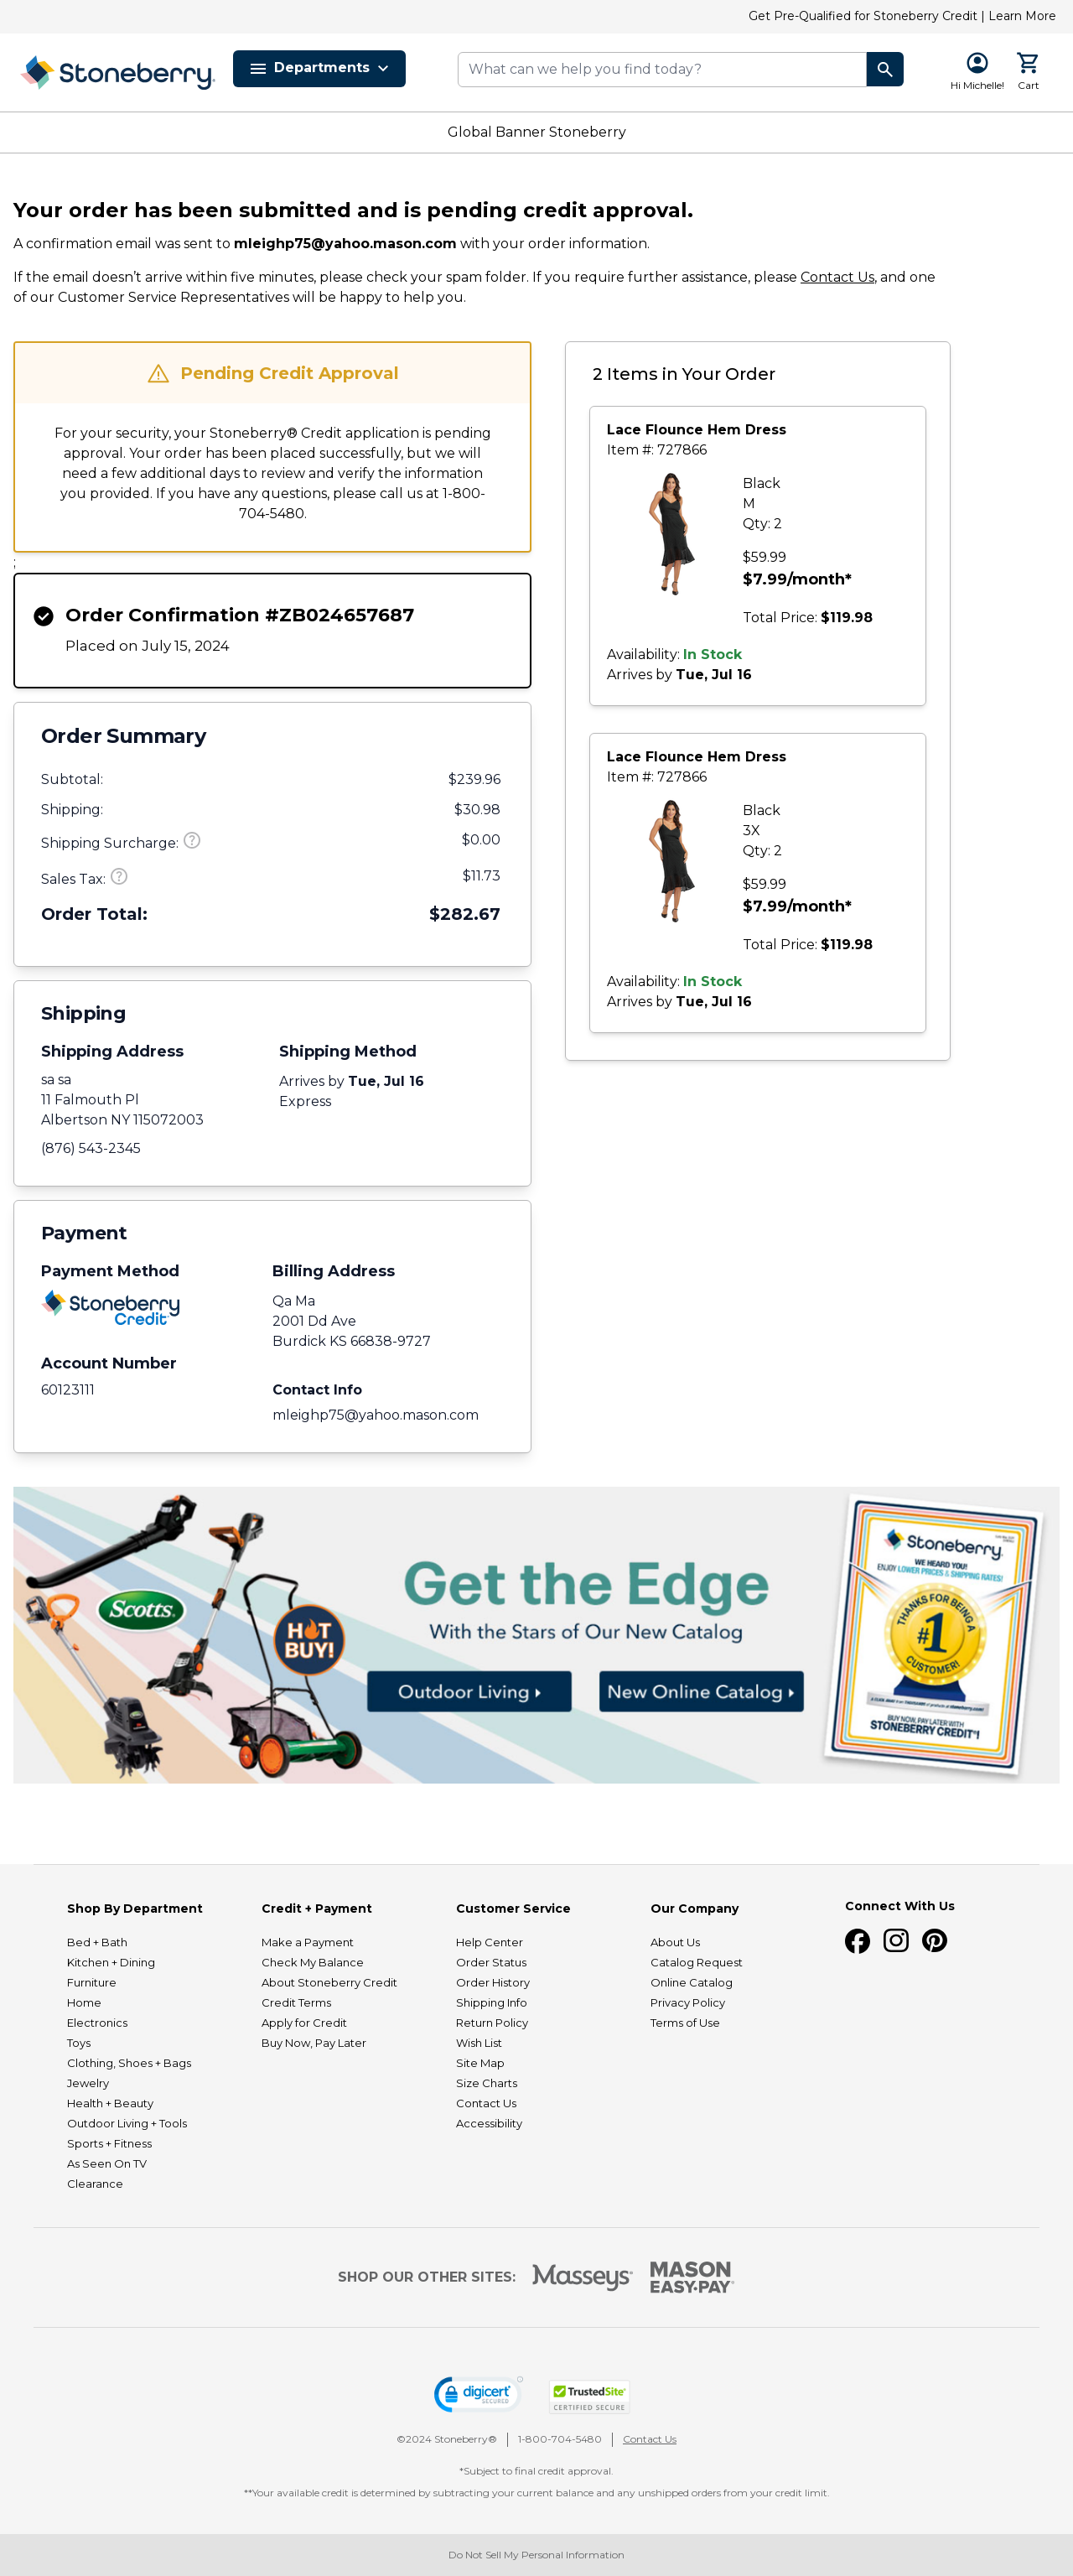 Get Pre-Qualified for Stoneberry Credit | Learn More
Stoneberry
Departments
What can we help you find today?
Hi Michelle!
Cart
Global Banner Stoneberry
Your order has been submitted and is pending credit approval.
A confirmation email was sent to mleighp75@yahoo.mason.com with your order information.
If the email doesn’t arrive within five minutes, please check your spam folder. If you require further assistance, please Contact Us, and one
of our Customer Service Representatives will be happy to help you.
Pending Credit Approval
For your security, your Stoneberry® Credit application is pending
approval. Your order has been placed successfully, but we will
need a few additional days to review and verify the information
you provided. If you have any questions, please call us at 1-800-
704-5480.
;
Order Confirmation #ZB024657687
Placed on July 15, 2024
Order Summary
Subtotal: $239.96
Shipping: $30.98
Shipping Surcharge: ? $0.00
Sales Tax: ? $11.73
Order Total: $282.67
Shipping
Shipping Address
sa sa
11 Falmouth Pl
Albertson NY 115072003
(876) 543-2345
Shipping Method
Arrives by Tue, Jul 16
Express
Payment
Payment Method
Stoneberry
Credit
Account Number
60123111
Billing Address
Qa Ma
2001 Dd Ave
Burdick KS 66838-9727
Contact Info
mleighp75@yahoo.mason.com
2 Items in Your Order
Lace Flounce Hem Dress
Item #: 727866
Black
M
Qty: 2
$59.99
$7.99/month*
Total Price: $119.98
Availability: In Stock
Arrives by Tue, Jul 16
Lace Flounce Hem Dress
Item #: 727866
Black
3X
Qty: 2
$59.99
$7.99/month*
Total Price: $119.98
Availability: In Stock
Arrives by Tue, Jul 16
Scotts
HOT
BUY!
Get the Edge
With the Stars of Our New Catalog
Outdoor Living
New Online Catalog
Stoneberry
WE HEARD YOU!
ENJOY LOWER PRICES & SHIPPING RATES!
THANKS FOR BEING A
#1
CUSTOMER!
BUY NOW, PAY LATER WITH
STONEBERRY CREDIT®!
Shop By Department
Bed + Bath
Kitchen + Dining
Furniture
Home
Electronics
Toys
Clothing, Shoes + Bags
Jewelry
Health + Beauty
Outdoor Living + Tools
Sports + Fitness
As Seen On TV
Clearance
Credit + Payment
Make a Payment
Check My Balance
About Stoneberry Credit
Credit Terms
Apply for Credit
Buy Now, Pay Later
Customer Service
Help Center
Order Status
Order History
Shipping Info
Return Policy
Wish List
Site Map
Size Charts
Contact Us
Accessibility
Our Company
About Us
Catalog Request
Online Catalog
Privacy Policy
Terms of Use
Connect With Us
SHOP OUR OTHER SITES:
Masseys
MASON
EASY-PAY
digicert
SECURED
TrustedSite
CERTIFIED SECURE
©2024 Stoneberry® | 1-800-704-5480 | Contact Us
*Subject to final credit approval.
**Your available credit is determined by subtracting your current balance and any unshipped orders from your credit limit.
Do Not Sell My Personal Information